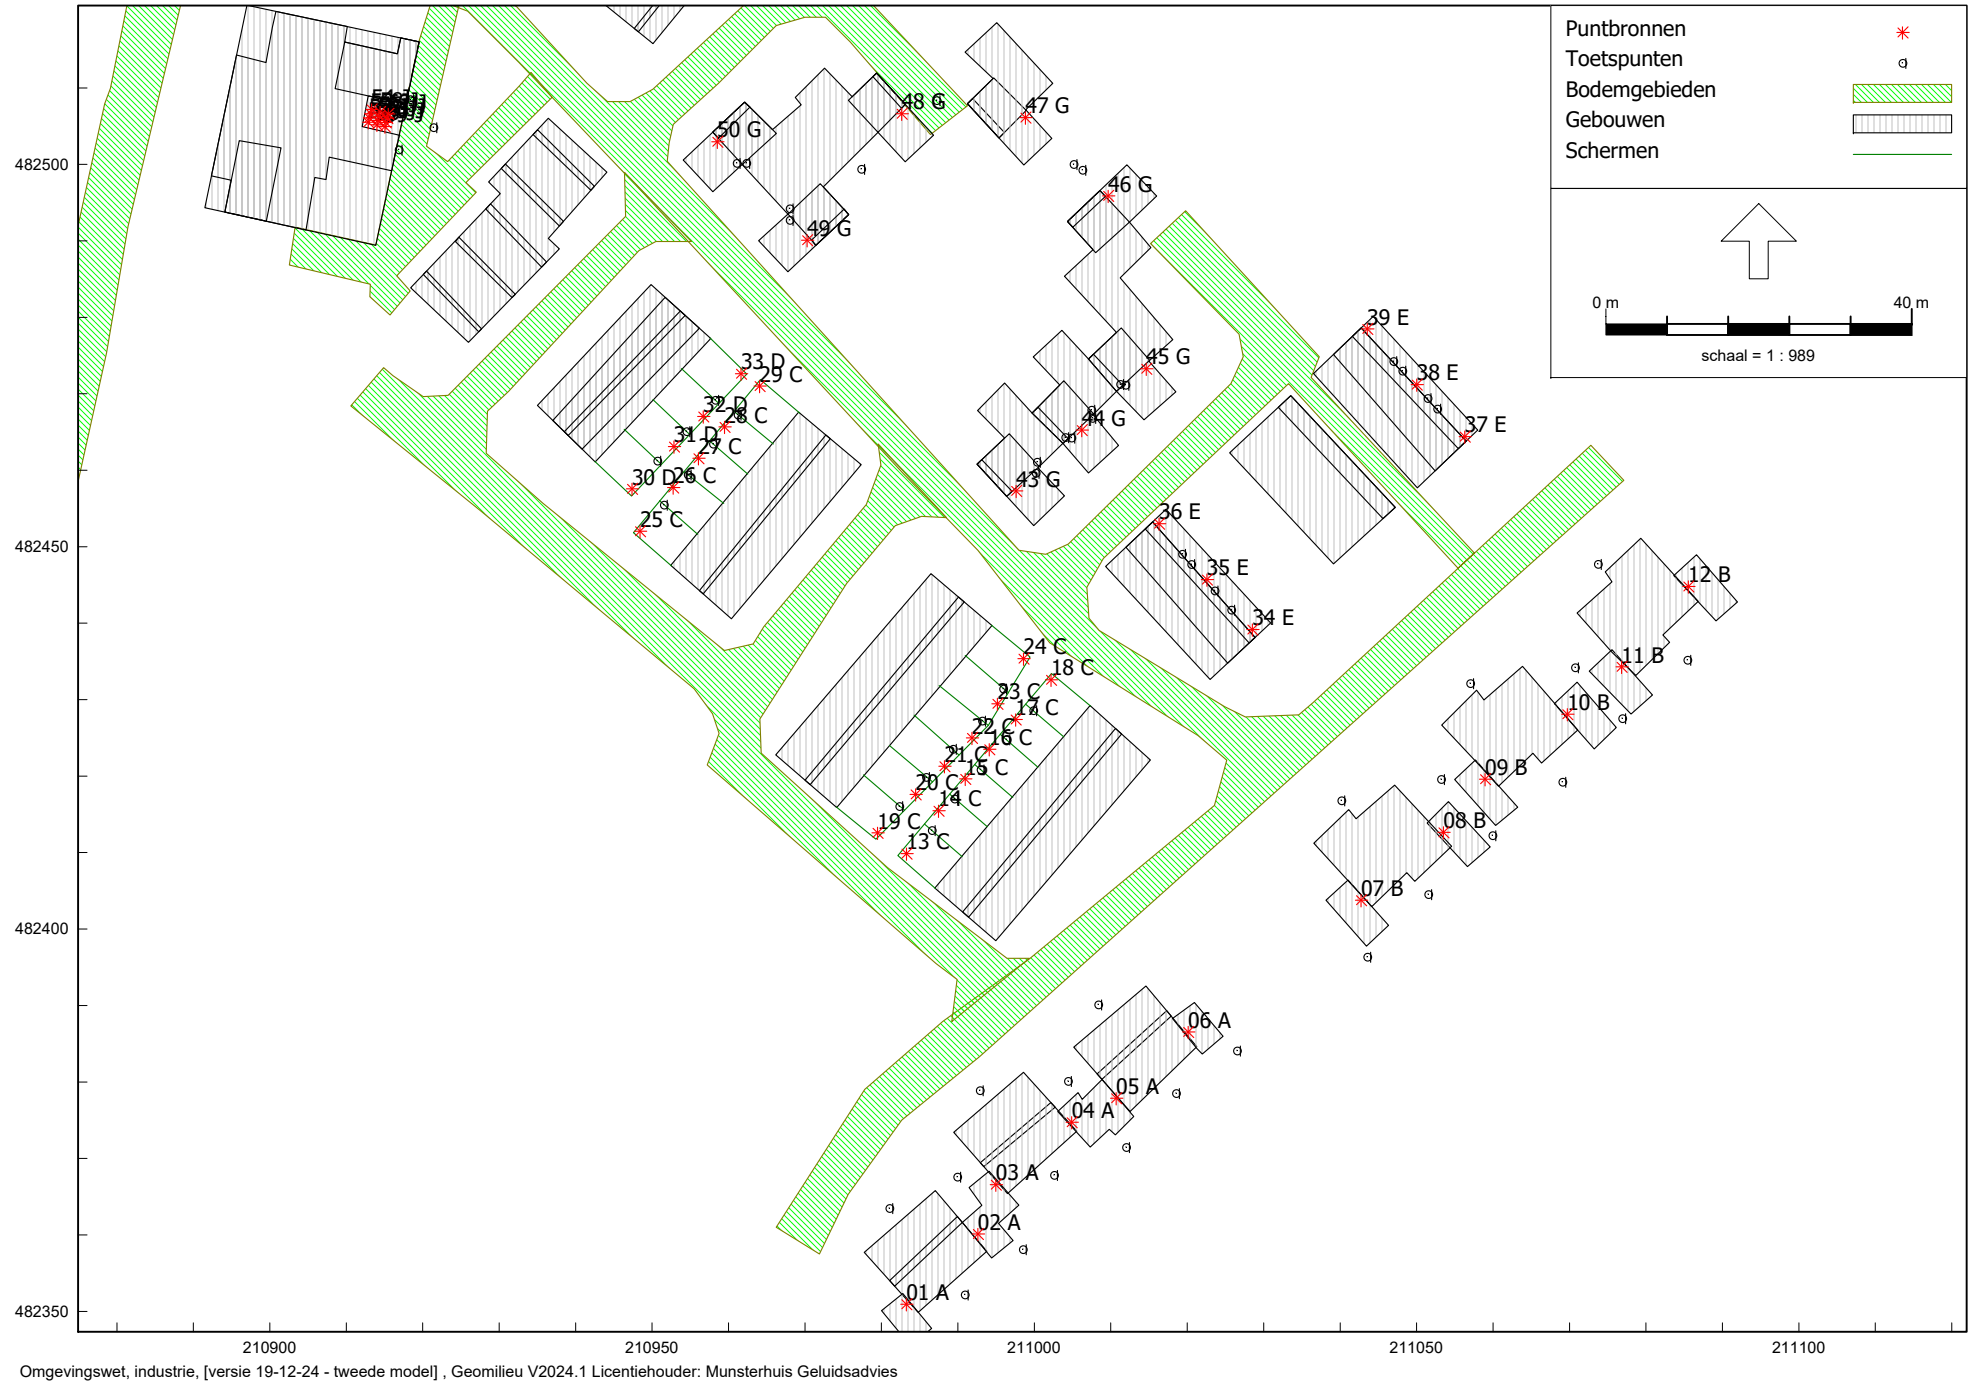 Puntbronnen
Toetspunten
Bodemgebieden
Gebouwen
Schermen
0 m 40 m
schaal = 1 : 989
48 G
47 G
50 G
46 G
49 G
39 E
45 G
33 D
29 C
38 E
32 D
28 C
44 G
37 E
31 D
27 C
30 D
26 C
43 G
25 C
36 E
35 E
12 B
34 E
24 C
18 C
11 B
23 C
17 C
10 B
22 C
16 C
21 C
15 C
09 B
20 C
14 C
19 C
08 B
13 C
07 B
06 A
05 A
04 A
03 A
02 A
01 A
482500
482450
482400
482350
210900 210950 211000 211050 211100
Omgevingswet, industrie, [versie 19-12-24 - tweede model] , Geomilieu V2024.1 Licentiehouder: Munsterhuis Geluidsadvies